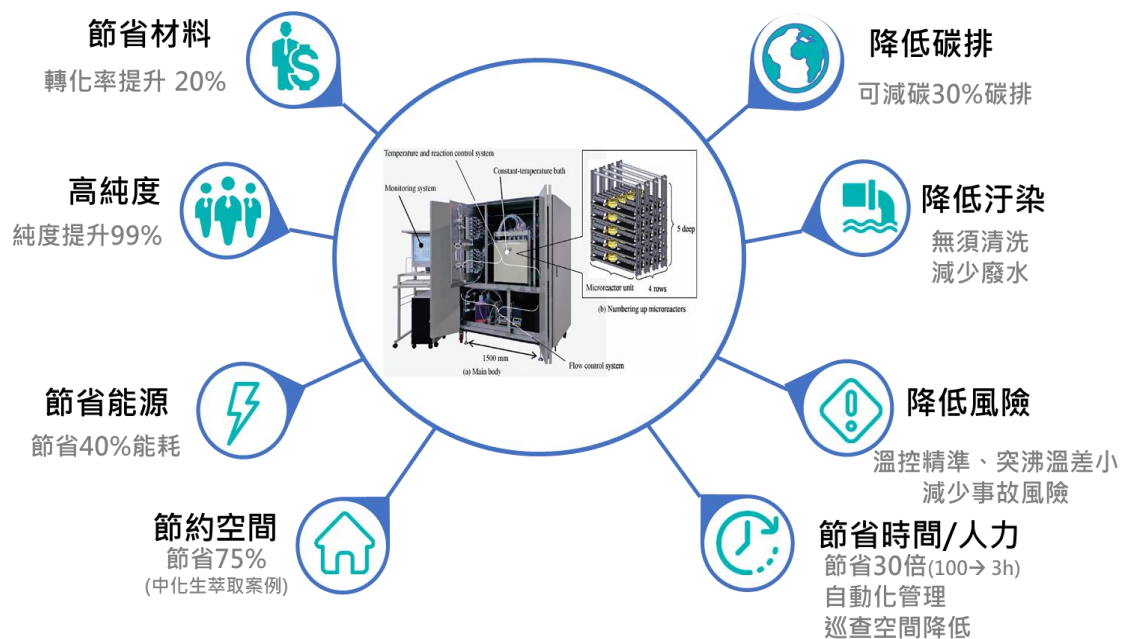 節省材料
轉化率提升 20%
高純度
純度提升99%
節省能源
節省40%能耗
節約空間
節省75%
(中化生萃取案例)
Temperature and reaction control system
Constant-temperature bath
Monitoring system
5 deep
Microreactor unit
4 rows
(b) Numbering up microreactors
1500 mm
Flow control system
(a) Main body
降低碳排
可減碳30%碳排
降低汙染
無須清洗
減少廢水
降低風險
溫控精準、突沸溫差小
減少事故風險
節省時間/人力
節省30倍(100→ 3h)
自動化管理
巡查空間降低